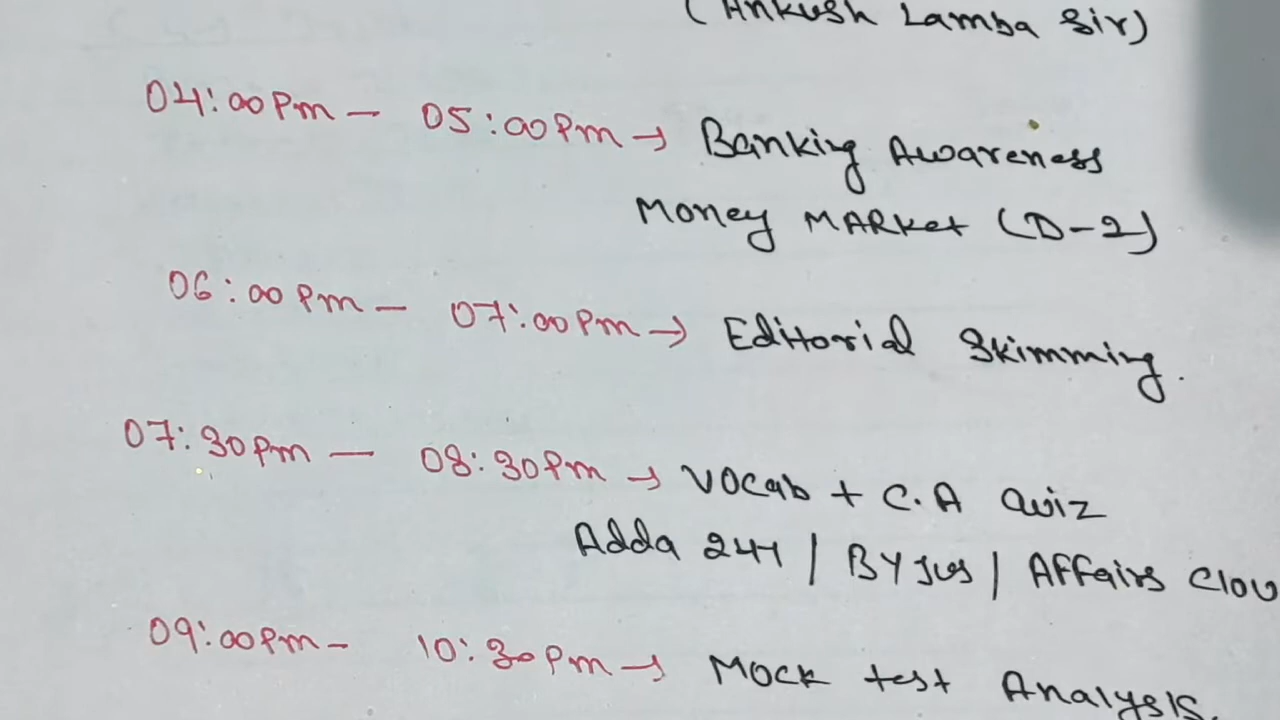 (Ankush Lamba Sir)
04:00Pm — 05:00Pm → Banking Awareness
Money MARKet (D-2)
06:00Pm — 07:00Pm → Editorial Skimming.
07:30Pm — 08:30Pm → Vocab + C.A Quiz
Adda 247 / BYJus / Affairs Clou
09:00Pm - 10:30Pm → Mock test Analysis.